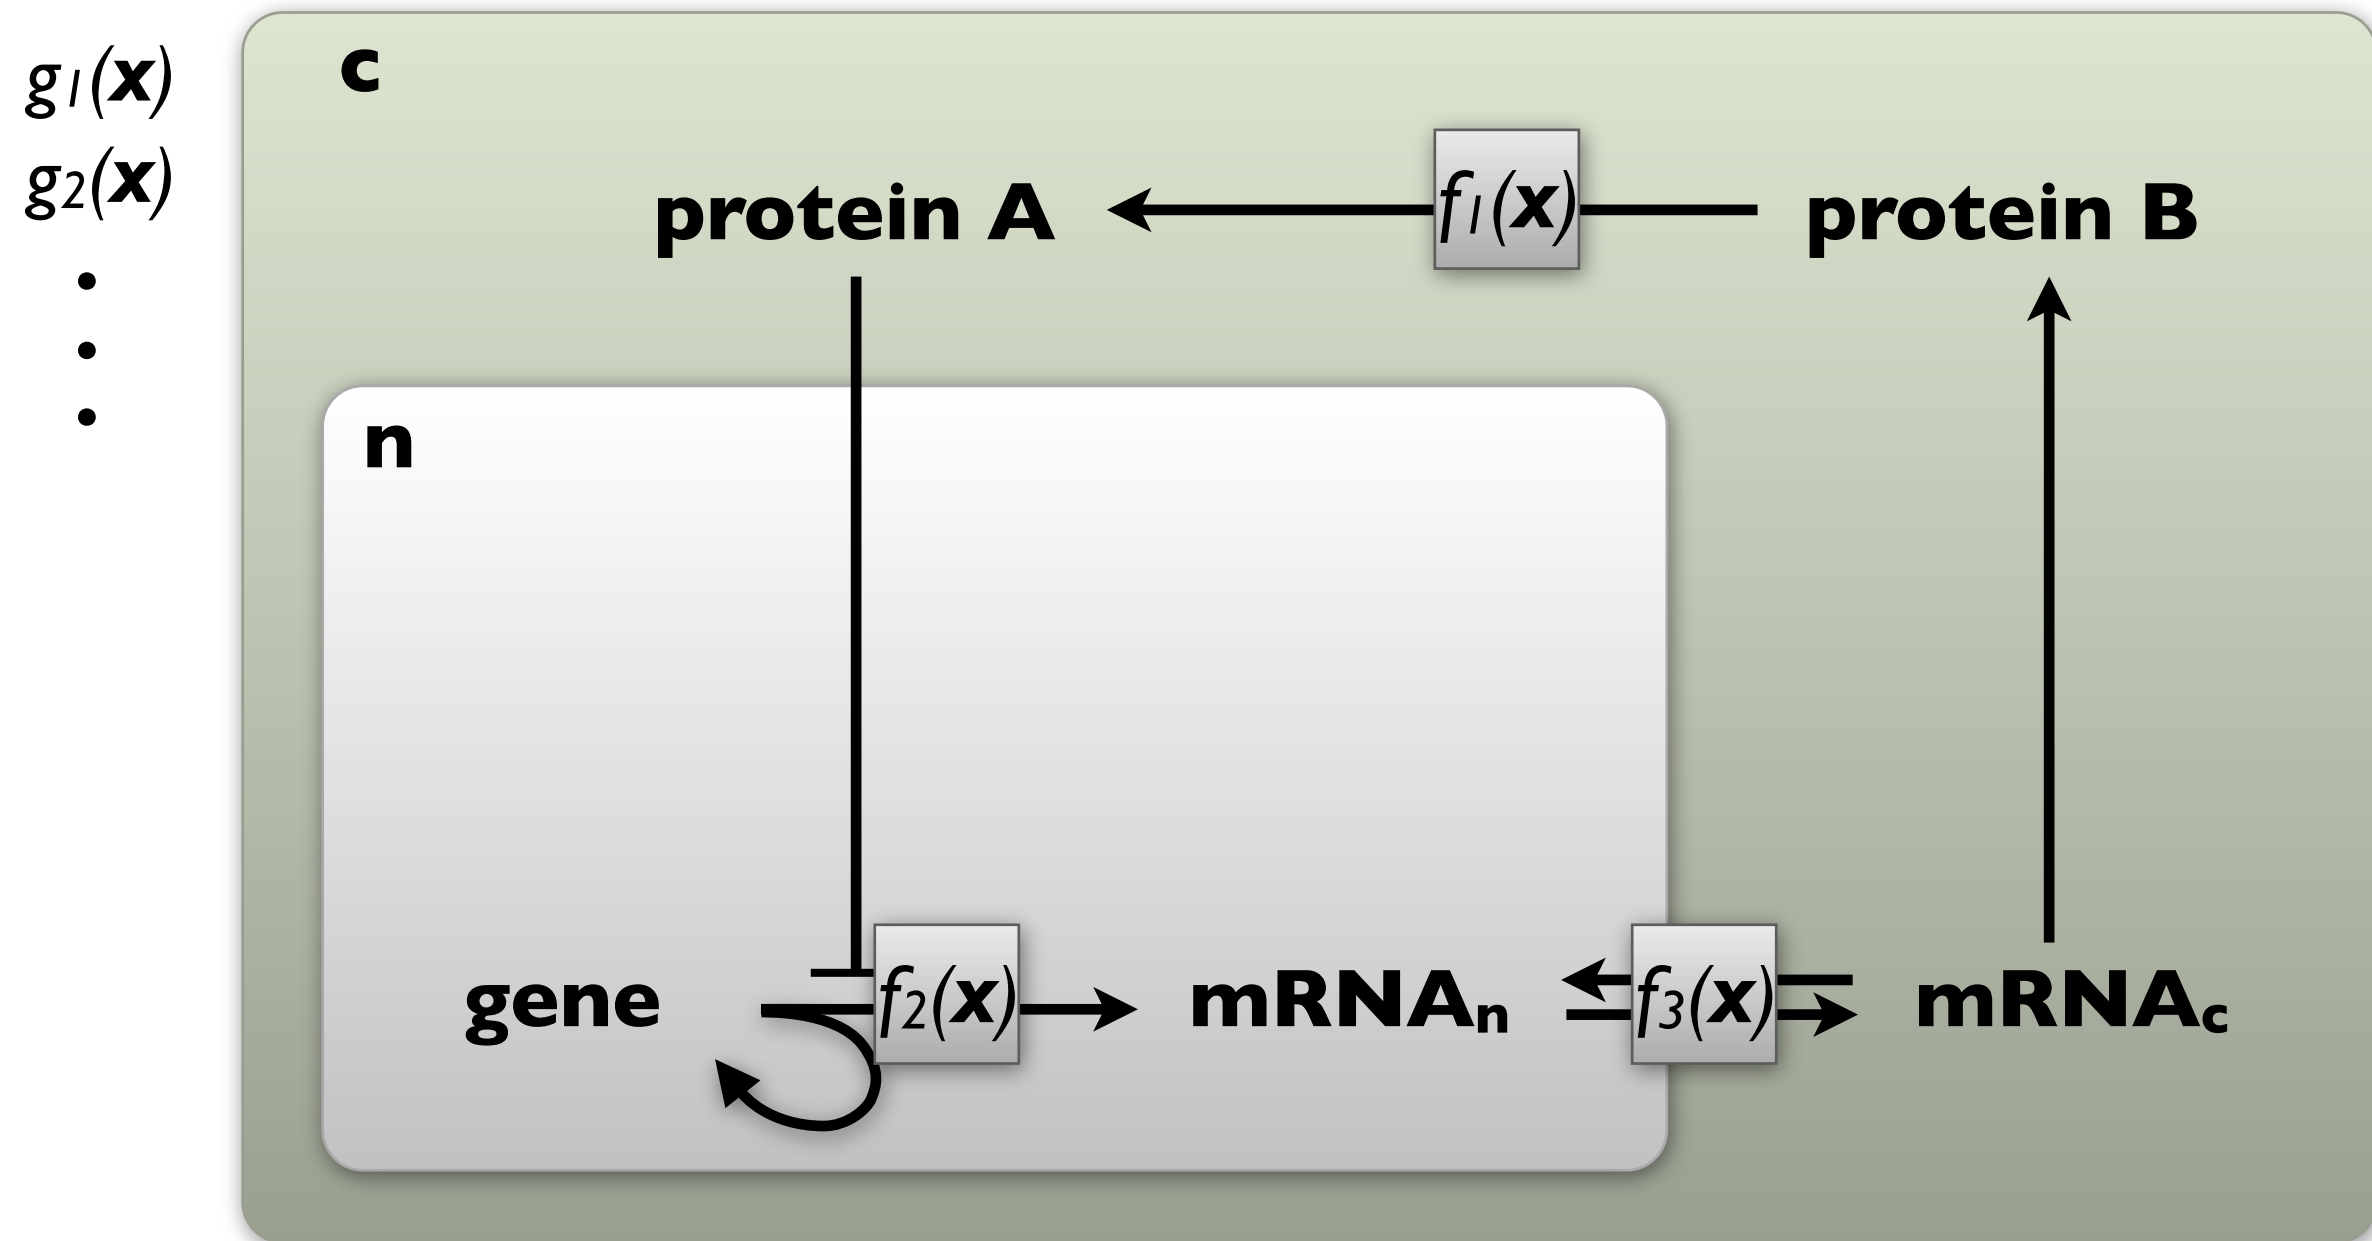 g1(x)
g2(x)
c
protein A
f1(x)
protein B
n
gene
f2(x)
mRNAn
f3(x)
mRNAc